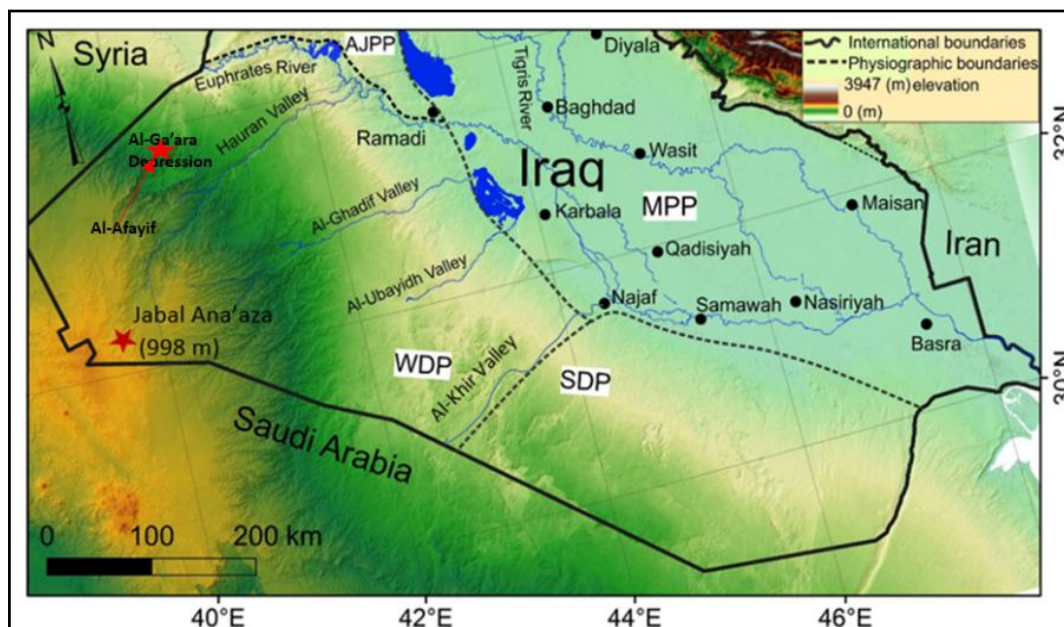 Syria
N
AJPP
Euphrates River
Hauran Valley
Al-Ga'ara
Depression
Al-Afayif
Ramadi
Tigris River
Diyala
Baghdad
Wasit
Iraq
Al-Ghadif Valley
Karbala
MPP
Maisan
Iran
Qadisiyah
Al-Ubayidh Valley
Najaf
Samawah
Nasiriyah
Basra
Jabal Ana'aza
(998 m)
WDP
Al-Khir Valley
SDP
Saudi Arabia
International boundaries
Physiographic boundaries
3947 (m) elevation
0 (m)
32°N
30°N
0 100 200 km
40°E 42°E 44°E 46°E